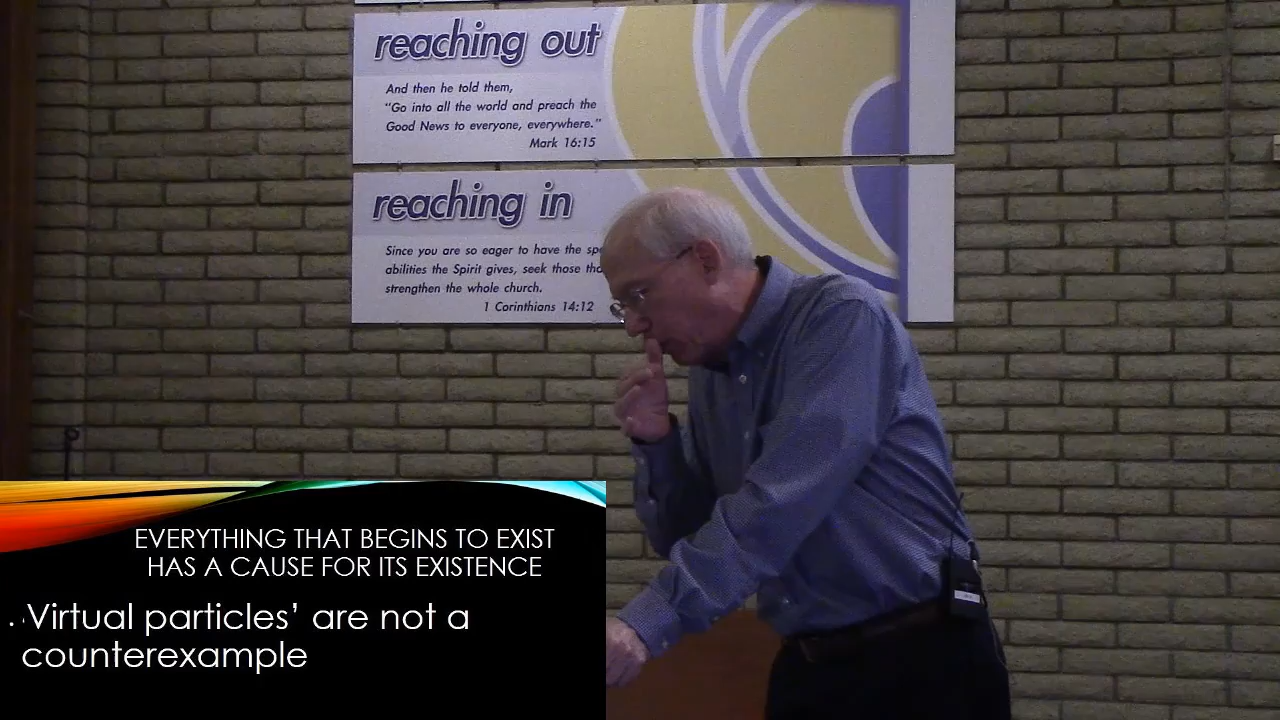 reaching out
And then he told them,
“Go into all the world and preach the
Good News to everyone, everywhere.”
Mark 16:15
reaching in
Since you are so eager to have the
abilities the Spirit gives, seek those
strengthen the whole church.
1 Corinthians 14:12
EVERYTHING THAT BEGINS TO EXIST
HAS A CAUSE FOR ITS EXISTENCE
• ‘Virtual particles’ are not a
counterexample